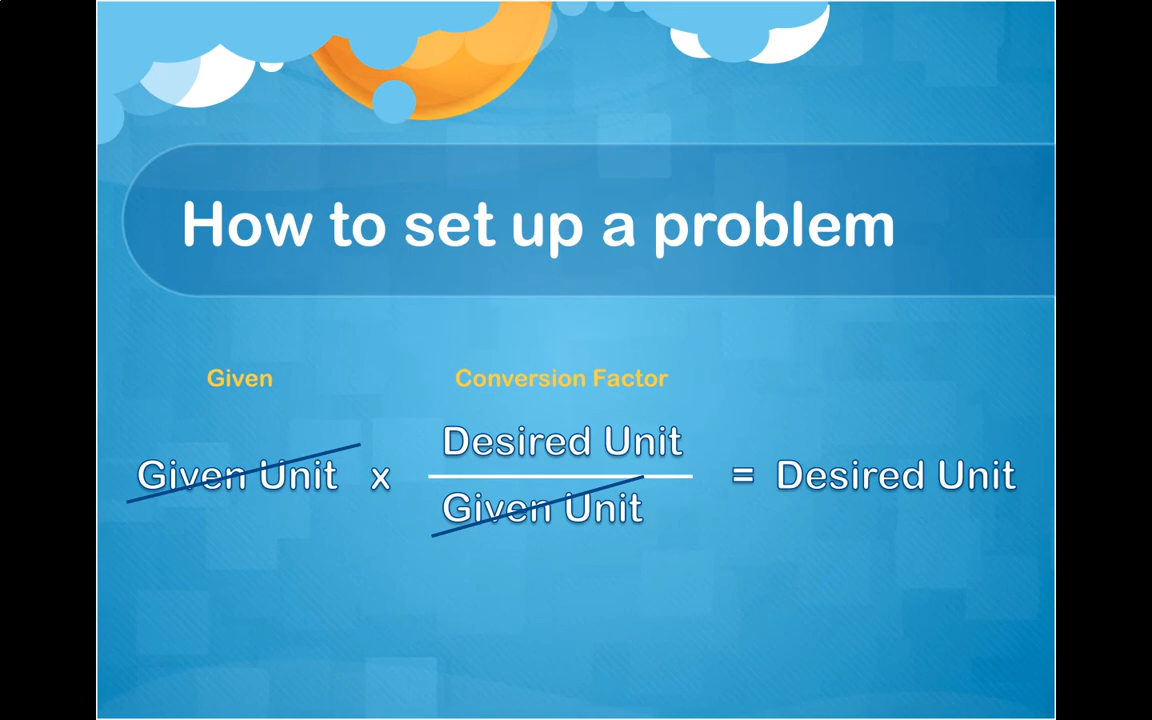 How to set up a problem
Given
Conversion Factor
Desired Unit
Given Unit x = Desired Unit
Given Unit